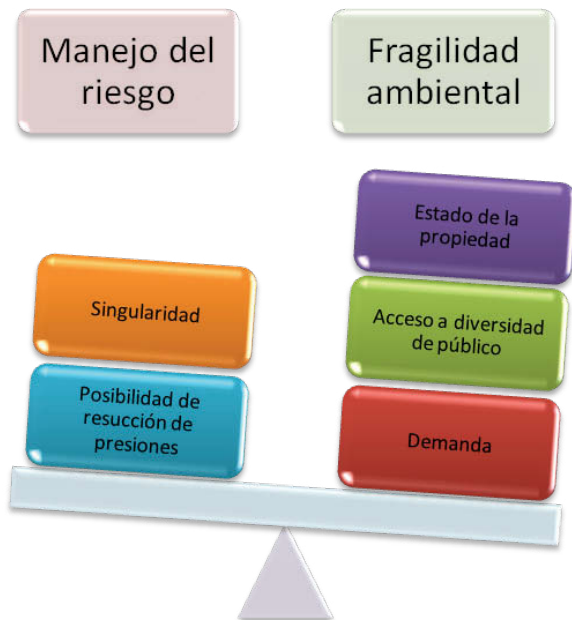 Manejo del
riesgo
Fragilidad
ambiental
Estado de la
propiedad
Singularidad
Acceso a diversidad
de público
Posibilidad de
resucción de
presiones
Demanda